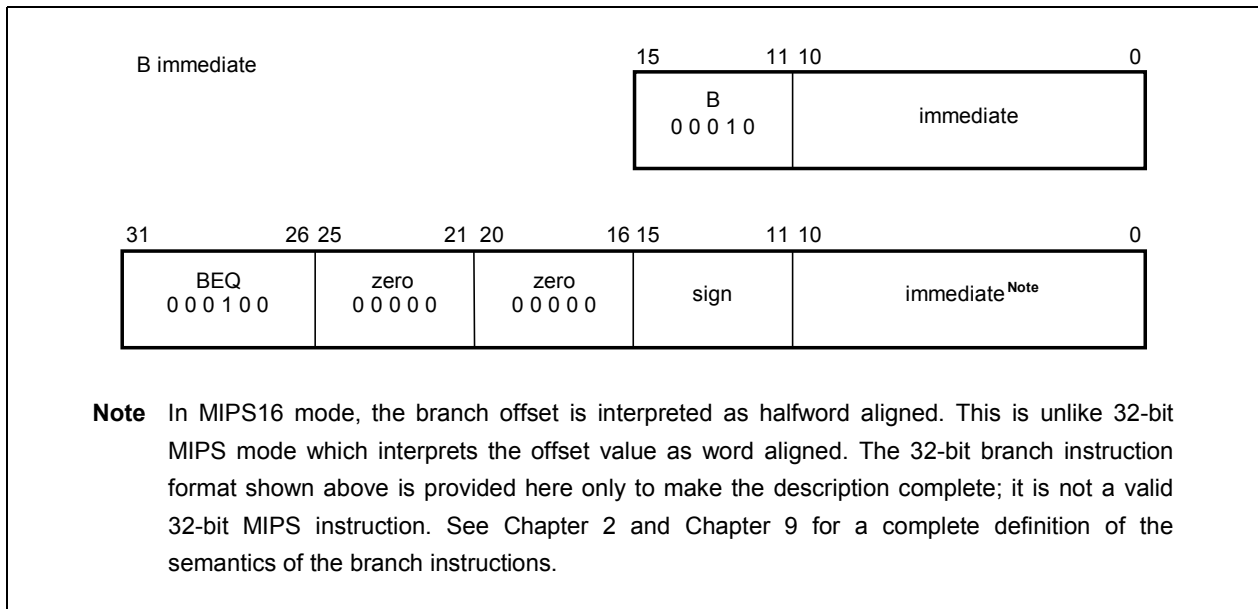 B immediate
15 11 10 0
B
0 0 0 1 0
immediate
31 26 25 21 20 16 15 11 10 0
BEQ
0 0 0 1 0 0
zero
0 0 0 0 0
zero
0 0 0 0 0
sign
immediate Note
Note In MIPS16 mode, the branch offset is interpreted as halfword aligned. This is unlike 32-bit
MIPS mode which interprets the offset value as word aligned. The 32-bit branch instruction
format shown above is provided here only to make the description complete; it is not a valid
32-bit MIPS instruction. See Chapter 2 and Chapter 9 for a complete definition of the
semantics of the branch instructions.